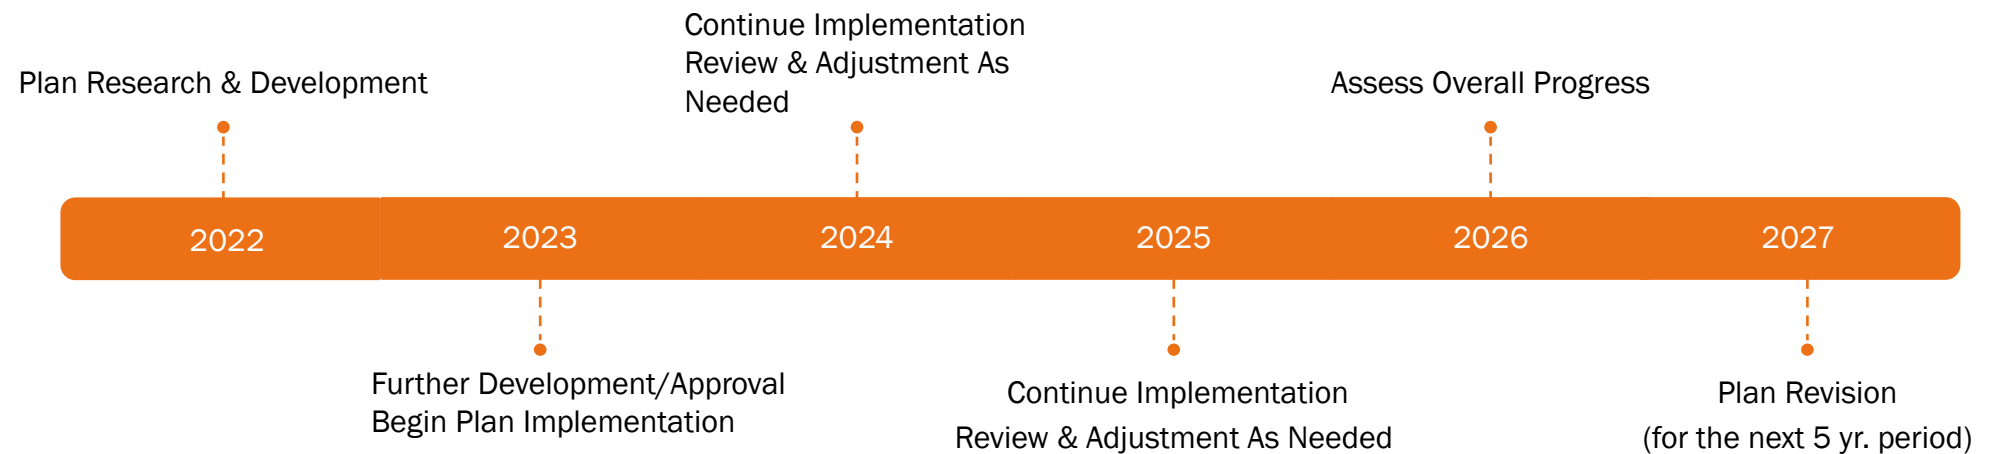 Continue Implementation
Review & Adjustment As
Needed
Plan Research & Development
Assess Overall Progress
2022
2023
2024
2025
2026
2027
Further Development/Approval
Begin Plan Implementation
Continue Implementation
Review & Adjustment As Needed
Plan Revision
(for the next 5 yr. period)